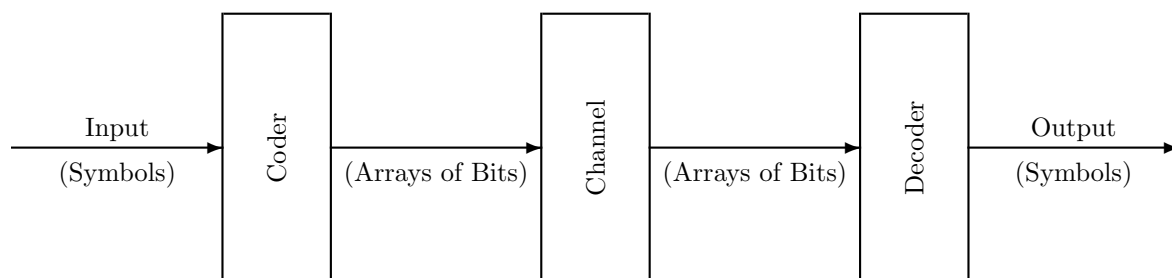 Input
(Symbols)
Coder
(Arrays of Bits)
Channel
(Arrays of Bits)
Decoder
Output
(Symbols)